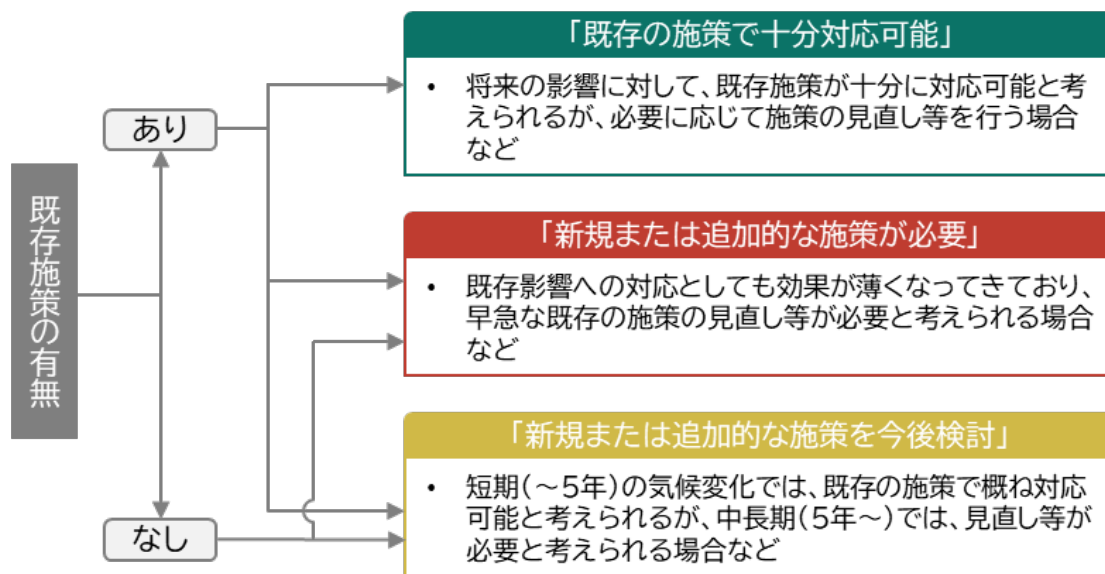 既存施策の有無
あり
なし
「既存の施策で十分対応可能」
• 将来の影響に対して、既存施策が十分に対応可能と考
えられるが、必要に応じて施策の見直し等を行う場合
など
「新規または追加的な施策が必要」
• 既存影響への対応としても効果が薄くなってきており、
早急な既存の施策の見直し等が必要と考えられる場合
など
「新規または追加的な施策を今後検討」
• 短期(～5年)の気候変化では、既存の施策で概ね対応
可能と考えられるが、中長期(5年～)では、見直し等が
必要と考えられる場合など